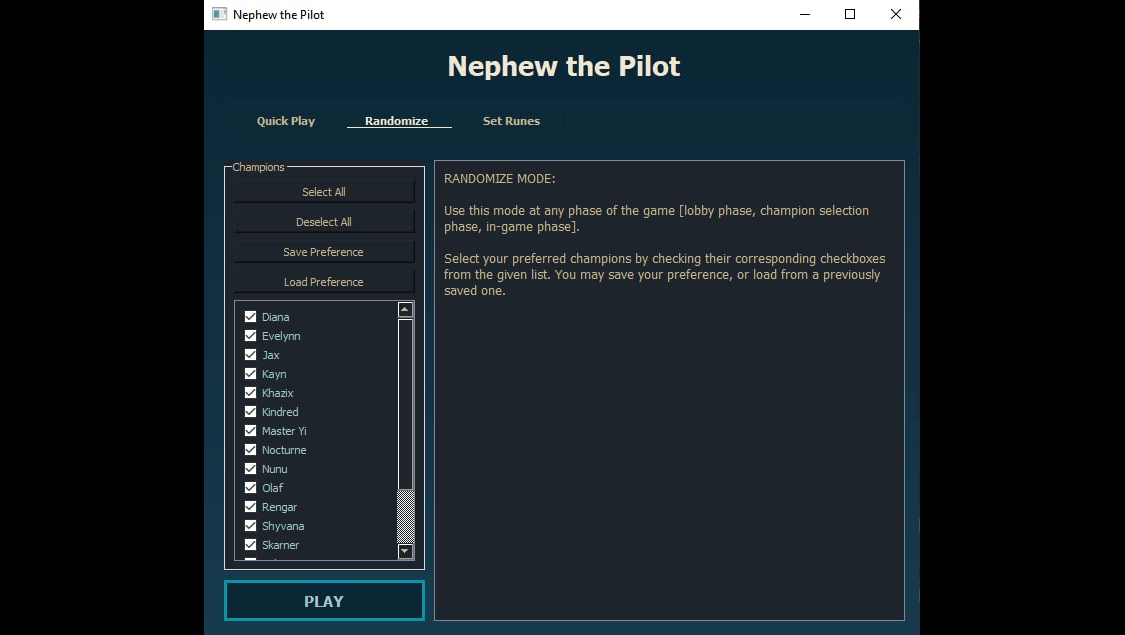 Nephew the Pilot
Nephew the Pilot
Quick Play Randomize Set Runes
Champions
Select All
Deselect All
Save Preference
Load Preference
Diana
Evelynn
Jax
Kayn
Khazix
Kindred
Master Yi
Nocturne
Nunu
Olaf
Rengar
Shyvana
Skarner
PLAY
RANDOMIZE MODE:
Use this mode at any phase of the game [lobby phase, champion selection
phase, in-game phase].
Select your preferred champions by checking their corresponding checkboxes
from the given list. You may save your preference, or load from a previously
saved one.